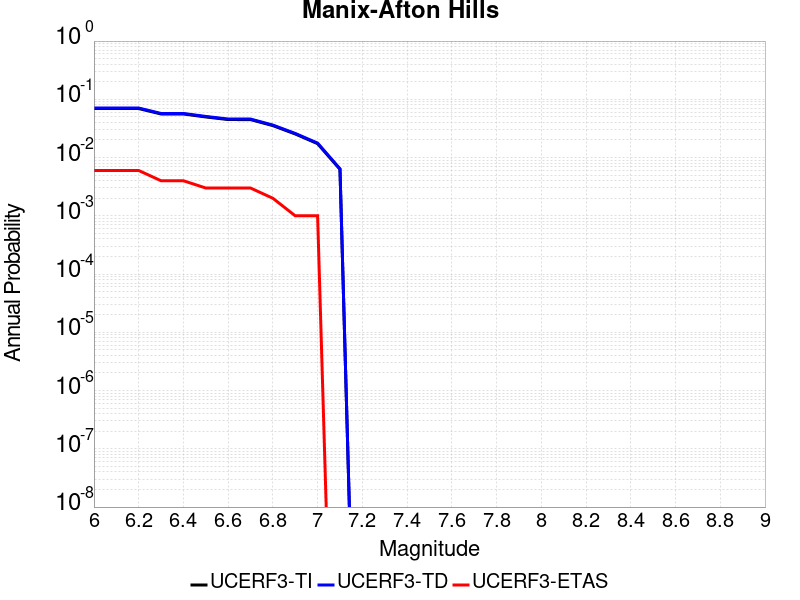 Manix-Afton Hills
10^0
10^-1
10^-2
10^-3
10^-4
10^-5
10^-6
10^-7
10^-8
Annual Probability
6 6.2 6.4 6.6 6.8 7 7.2 7.4 7.6 7.8 8 8.2 8.4 8.6 8.8 9
Magnitude
UCERF3-TI UCERF3-TD UCERF3-ETAS